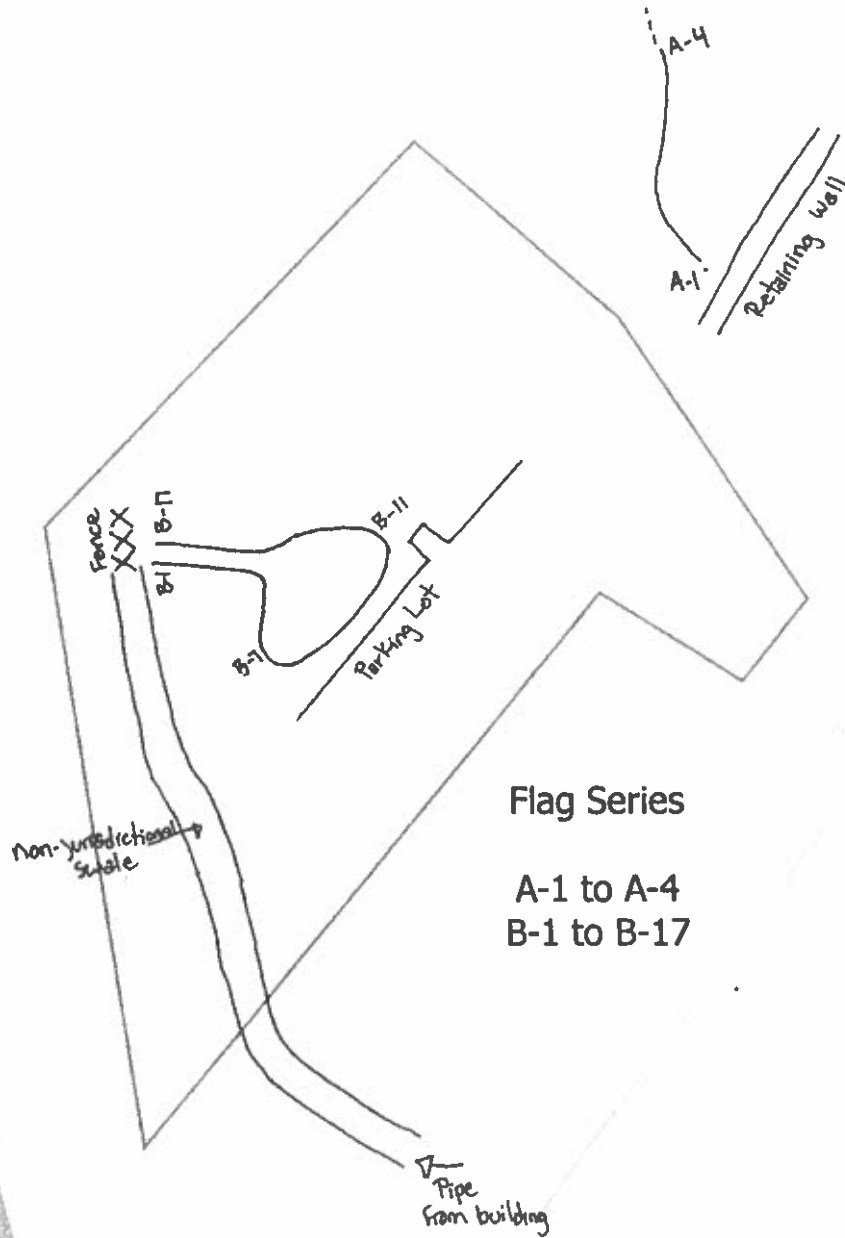 A-4
A-1
Retaining Wall
Fence
XXX
B-17
B-1
B-11
B-7
Parking Lot
non-jurisdictional
swale
Flag Series
A-1 to A-4
B-1 to B-17
Pipe
from building